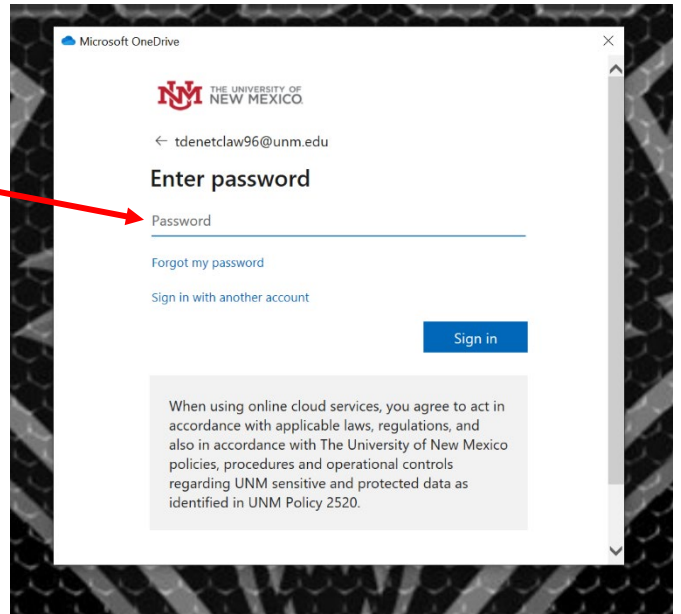 Microsoft OneDrive
UNM THE UNIVERSITY OF
NEW MEXICO.
← tdenetclaw96@unm.edu
Enter password
Password
Forgot my password
Sign in with another account
Sign in
When using online cloud services, you agree to act in
accordance with applicable laws, regulations, and
also in accordance with The University of New Mexico
policies, procedures and operational controls
regarding UNM sensitive and protected data as
identified in UNM Policy 2520.